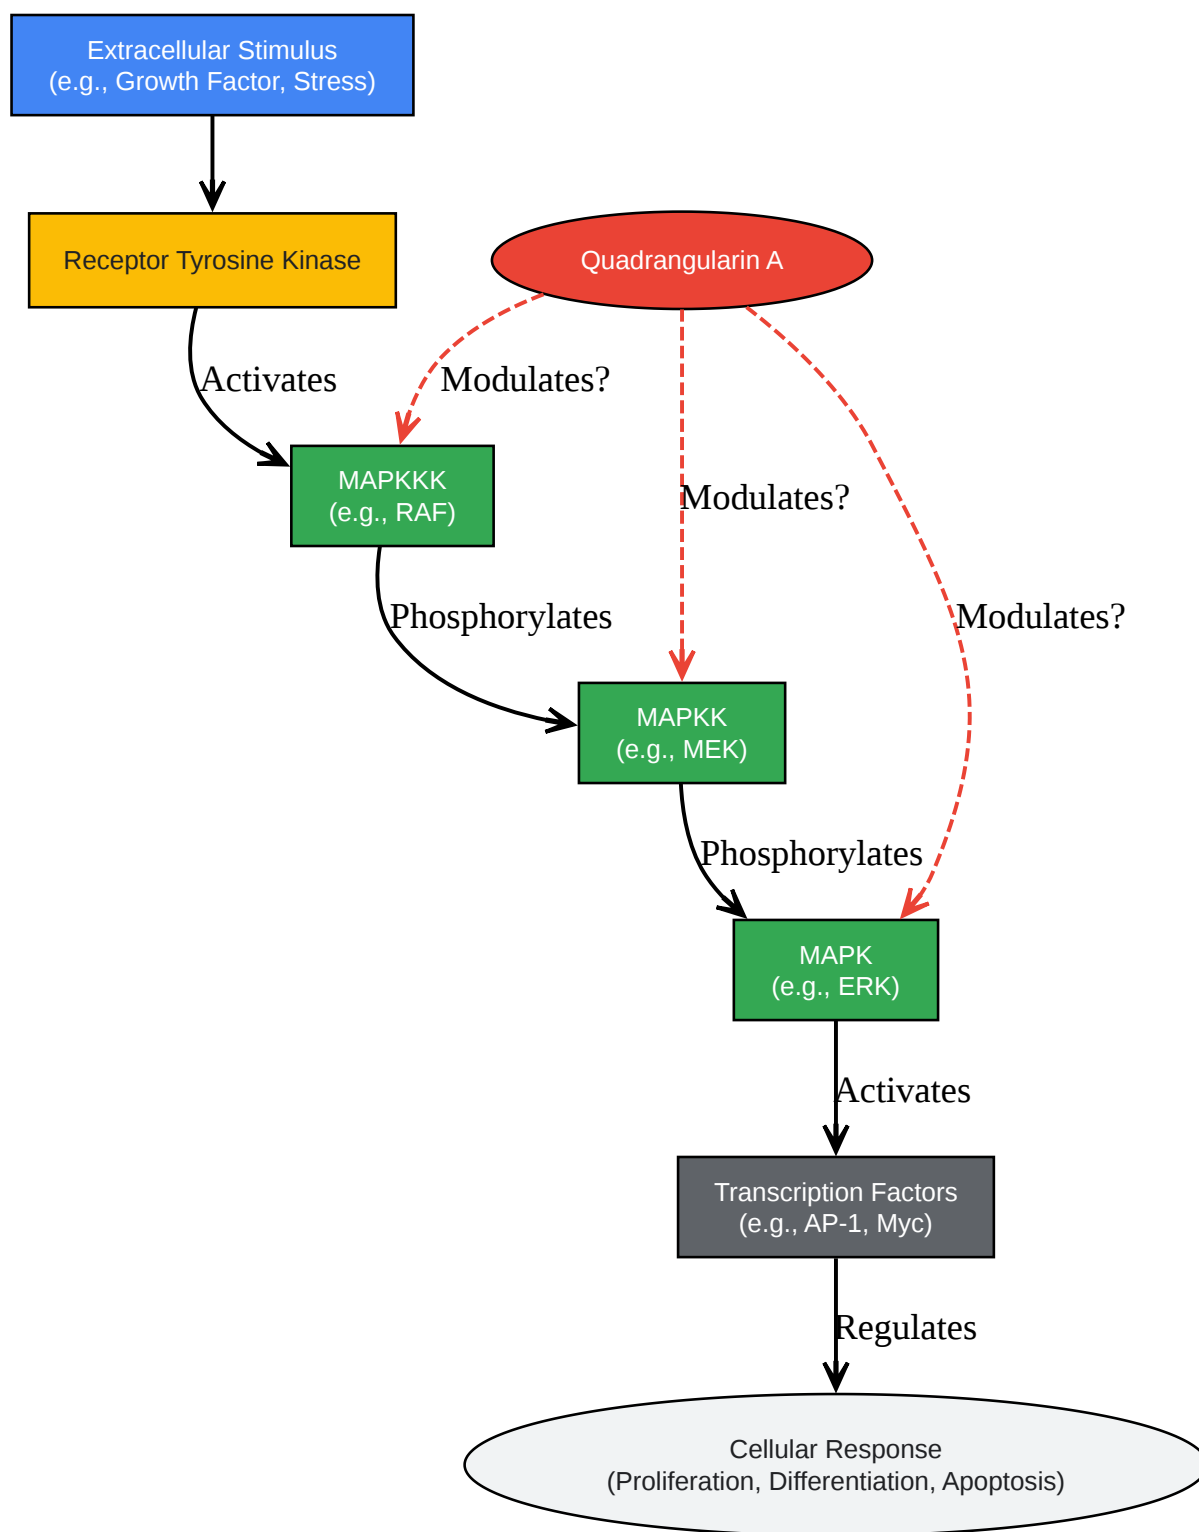 Extracellular Stimulus
(e.g., Growth Factor, Stress)
Receptor Tyrosine Kinase
Quadrangularin A
Activates
Modulates?
MAPKKK
(e.g., RAF)
Modulates?
Phosphorylates
Modulates?
MAPKK
(e.g., MEK)
Phosphorylates
MAPK
(e.g., ERK)
Activates
Transcription Factors
(e.g., AP-1, Myc)
Regulates
Cellular Response
(Proliferation, Differentiation, Apoptosis)